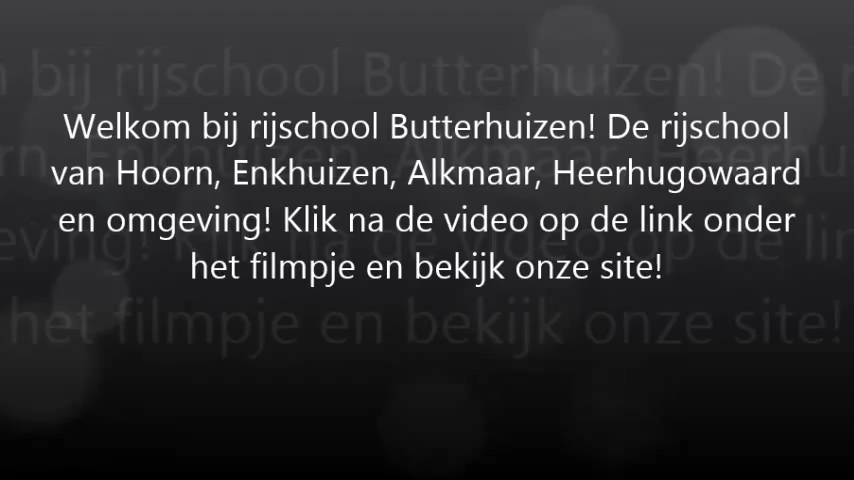 Welkom bij rijschool Butterhuizen! De rijschool
van Hoorn, Enkhuizen, Alkmaar, Heerhugowaard
en omgeving! Klik na de video op de link onder
het filmpje en bekijk onze site!